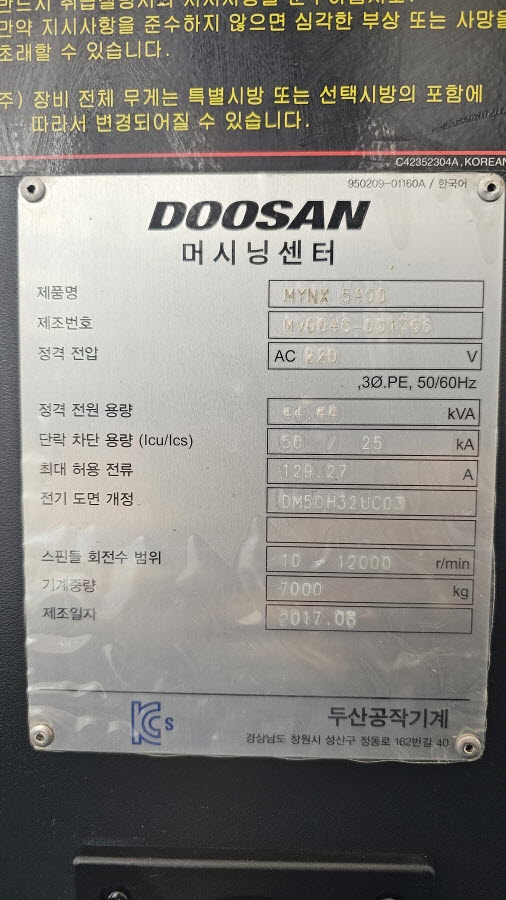 만약 지시사항을 준수하지 않으면 심각한 부상 또는 사망을
초래할 수 있습니다.
주) 장비 전체 무게는 특별시방 또는 선택시방의 포함에
따라서 변경되어질 수 있습니다.
C42352304A, KOREAN
950209-01160A / 한국어
DOOSAN
머시닝센터
제품명 MYNX 5400
제조번호
정격 전압 AC 220 V
,3Ø.PE, 50/60Hz
정격 전원 용량 44.44 kVA
단락 차단 용량 (Icu/Ics) 50 / 25 kA
최대 허용 전류 129.27 A
전기 도면 개정 DM50H32UC03
스핀들 회전수 범위 10 - 12000 r/min
기계중량 7000 kg
제조일자
KCs 두산공작기계
경상남도 창원시 성산구 정동로 162번길 40